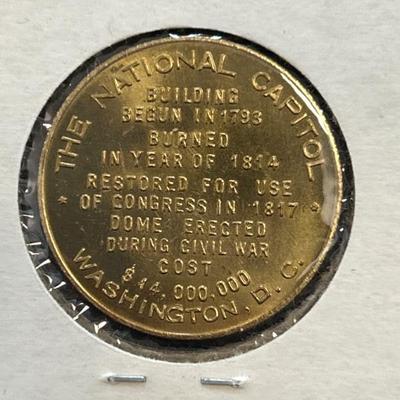 THE NATIONAL CAPITOL
BUILDING
BEGUN IN 1793
BURNED
IN YEAR OF 1814
RESTORED FOR USE
* OF CONGRESS IN 1817 *
DOME ERECTED
DURING CIVIL WAR
COST
$14,000,000
WASHINGTON, D.C.